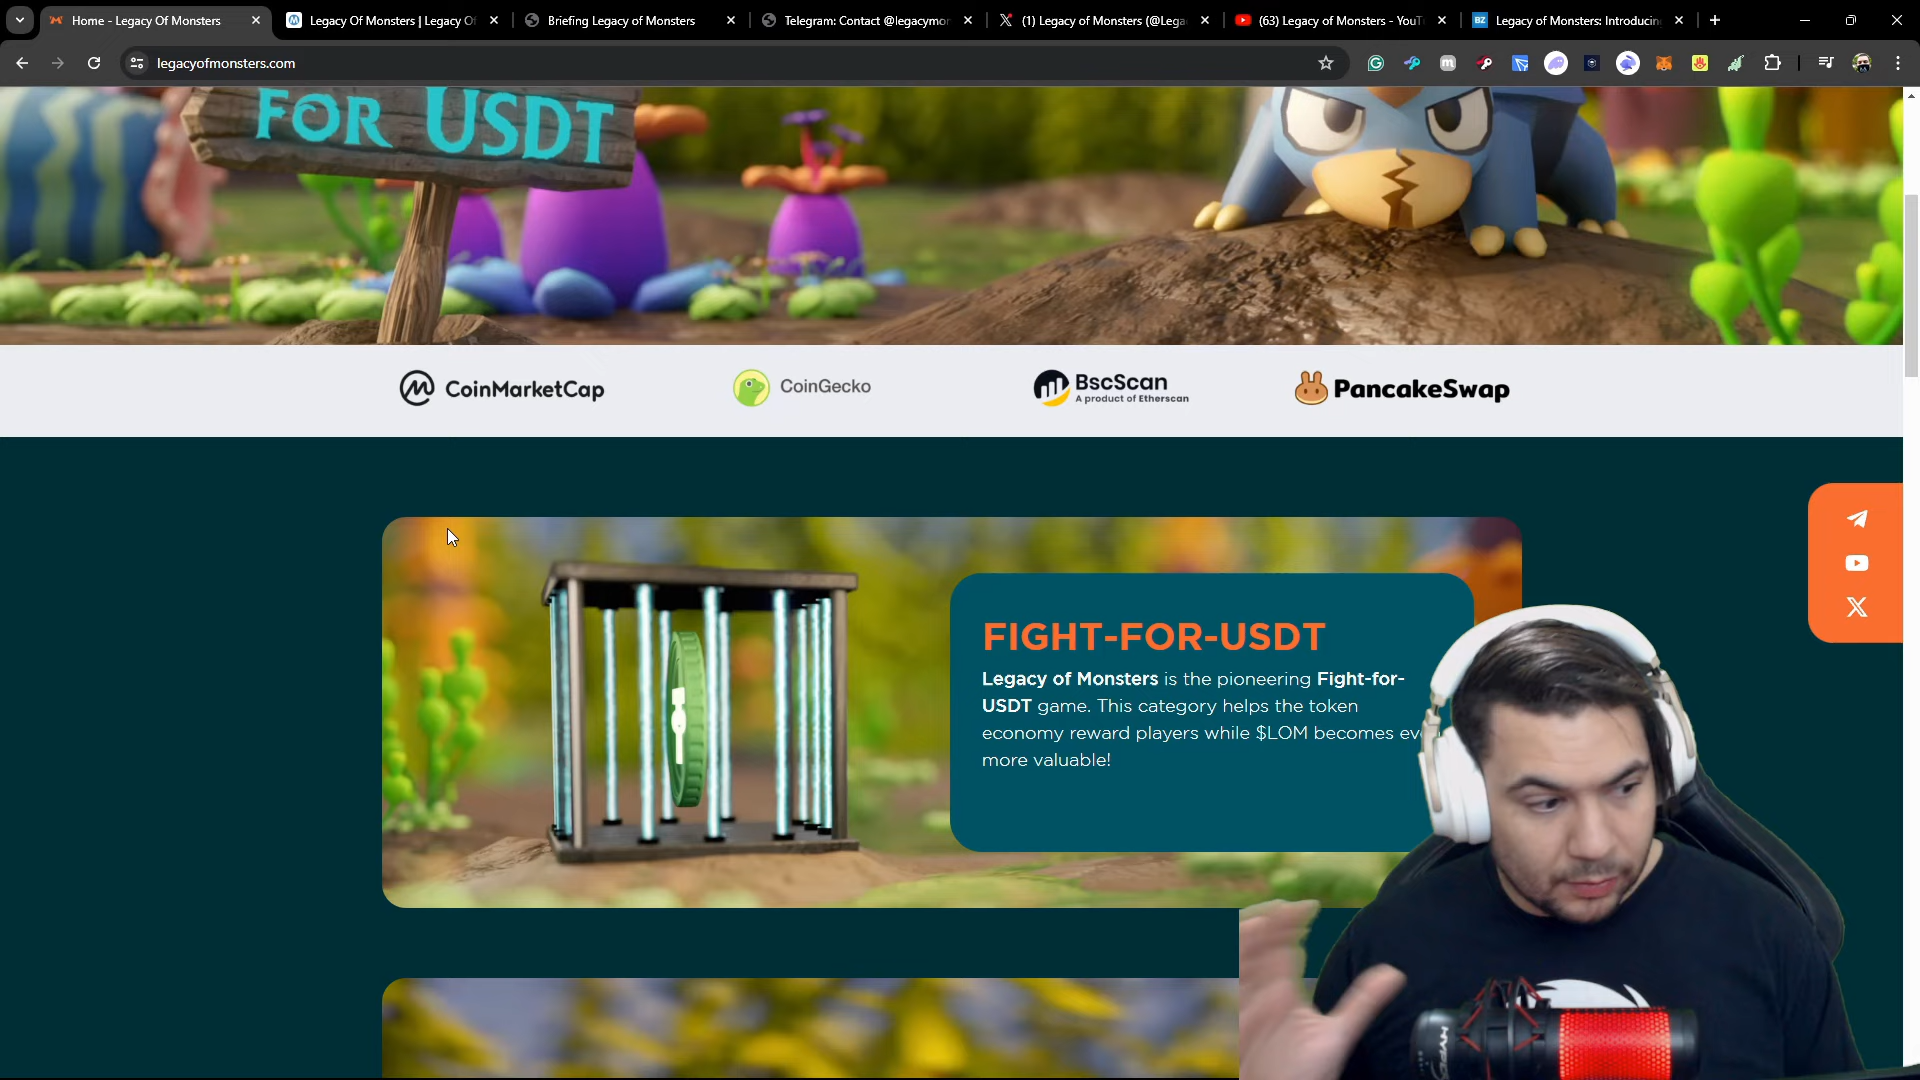 Home - Legacy Of Monsters
Legacy Of Monsters | Legacy Of
Briefing Legacy of Monsters
Telegram: Contact @legacymon
(1) Legacy of Monsters (@Lega
(63) Legacy of Monsters - YouT
BZ
Legacy of Monsters: Introducin
legacyofmonsters.com
FOR USDT
CoinMarketCap
CoinGecko
BscScan
A product of Etherscan
PancakeSwap
FIGHT-FOR-USDT
Legacy of Monsters is the pioneering Fight-for-
USDT game. This category helps the token
economy reward players while $LOM becomes ev
more valuable!